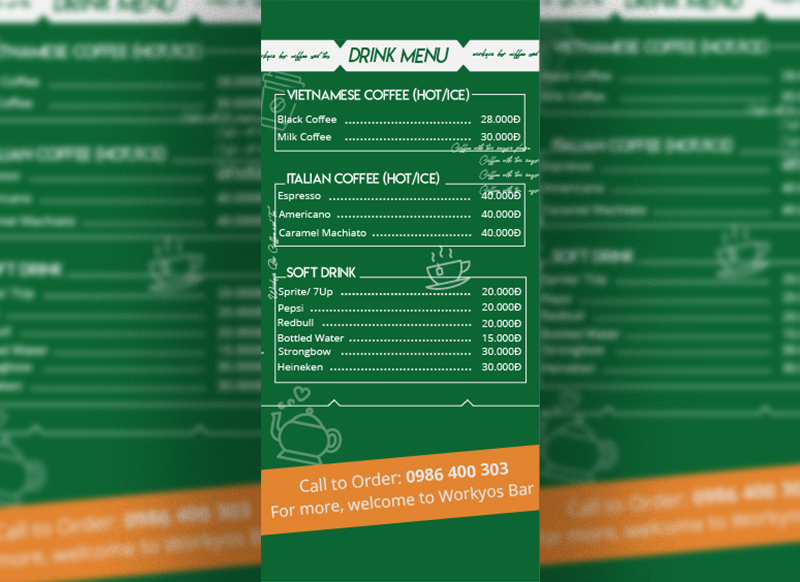 DRINK MENU
VIETNAMESE COFFEE (HOT/ICE)
Black Coffee 28.000Đ
Milk Coffee 30.000Đ
ITALIAN COFFEE (HOT/ICE)
Espresso 40.000Đ
Americano 40.000Đ
Caramel Machiato 40.000Đ
SOFT DRINK
Sprite/ 7Up 20.000Đ
Pepsi 20.000Đ
Redbull 20.000Đ
Bottled Water 15.000Đ
Strongbow 30.000Đ
Heineken 30.000Đ
Call to Order: 0986 400 303
For more, welcome to Workyos Bar